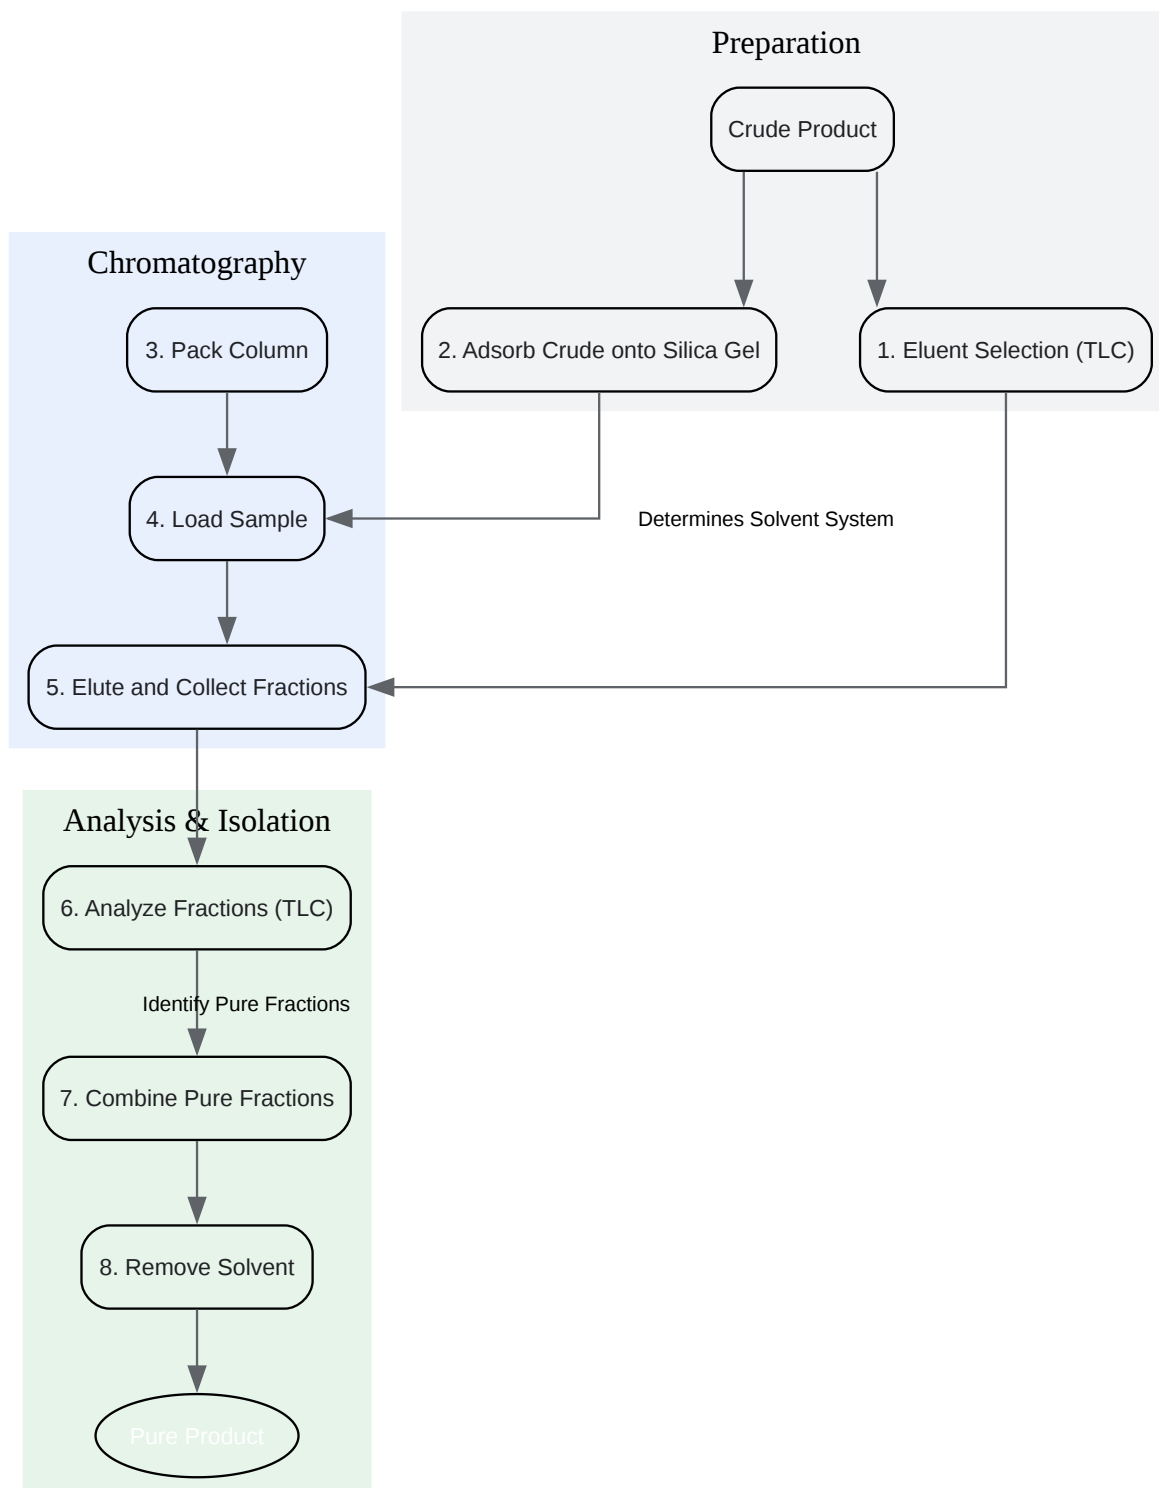 Preparation
Crude Product
Chromatography
3. Pack Column
2. Adsorb Crude onto Silica Gel
1. Eluent Selection (TLC)
4. Load Sample
Determines Solvent System
5. Elute and Collect Fractions
Analysis & Isolation
6. Analyze Fractions (TLC)
Identify Pure Fractions
7. Combine Pure Fractions
8. Remove Solvent
Pure Product